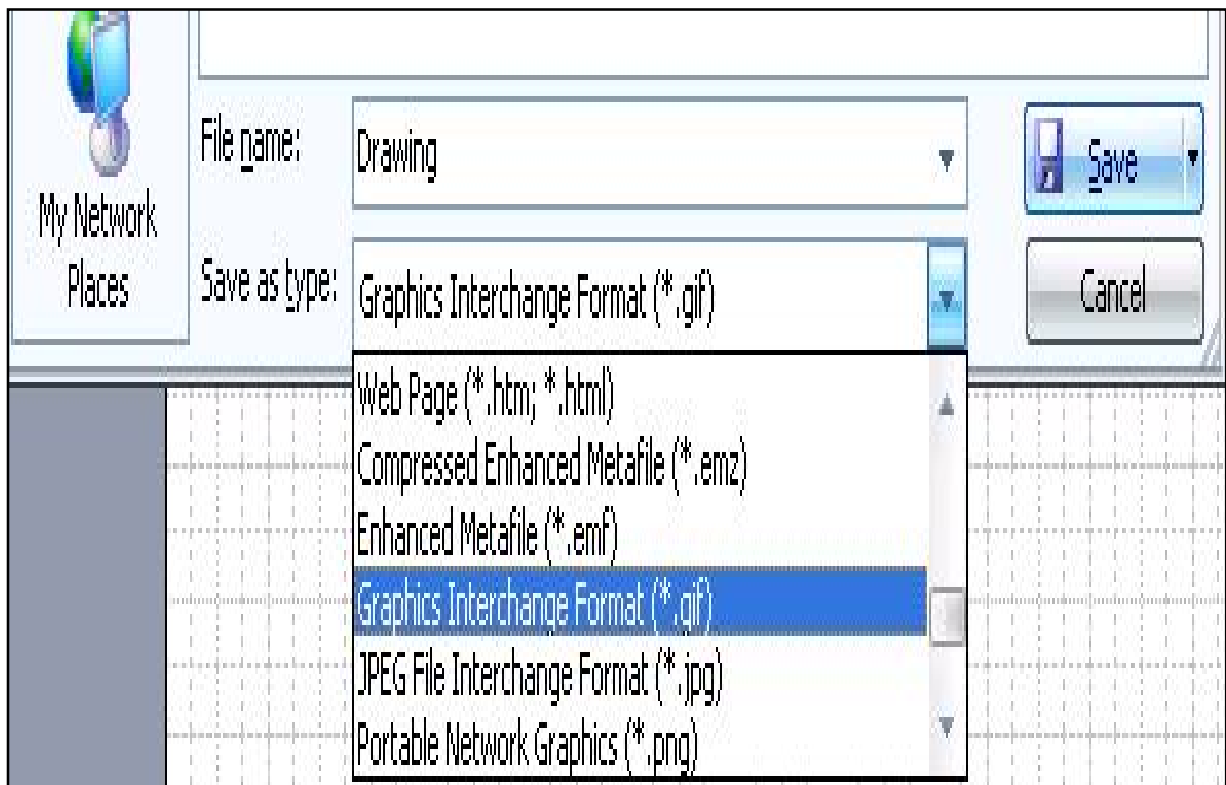 My Network
Places
File name:
Drawing
Save
Save as type:
Graphics Interchange Format (*.gif)
Cancel
Web Page (*.htm; *.html)
Compressed Enhanced Metafile (*.emz)
Enhanced Metafile (*.emf)
Graphics Interchange Format (*.gif)
JPEG File Interchange Format (*.jpg)
Portable Network Graphics (*.png)